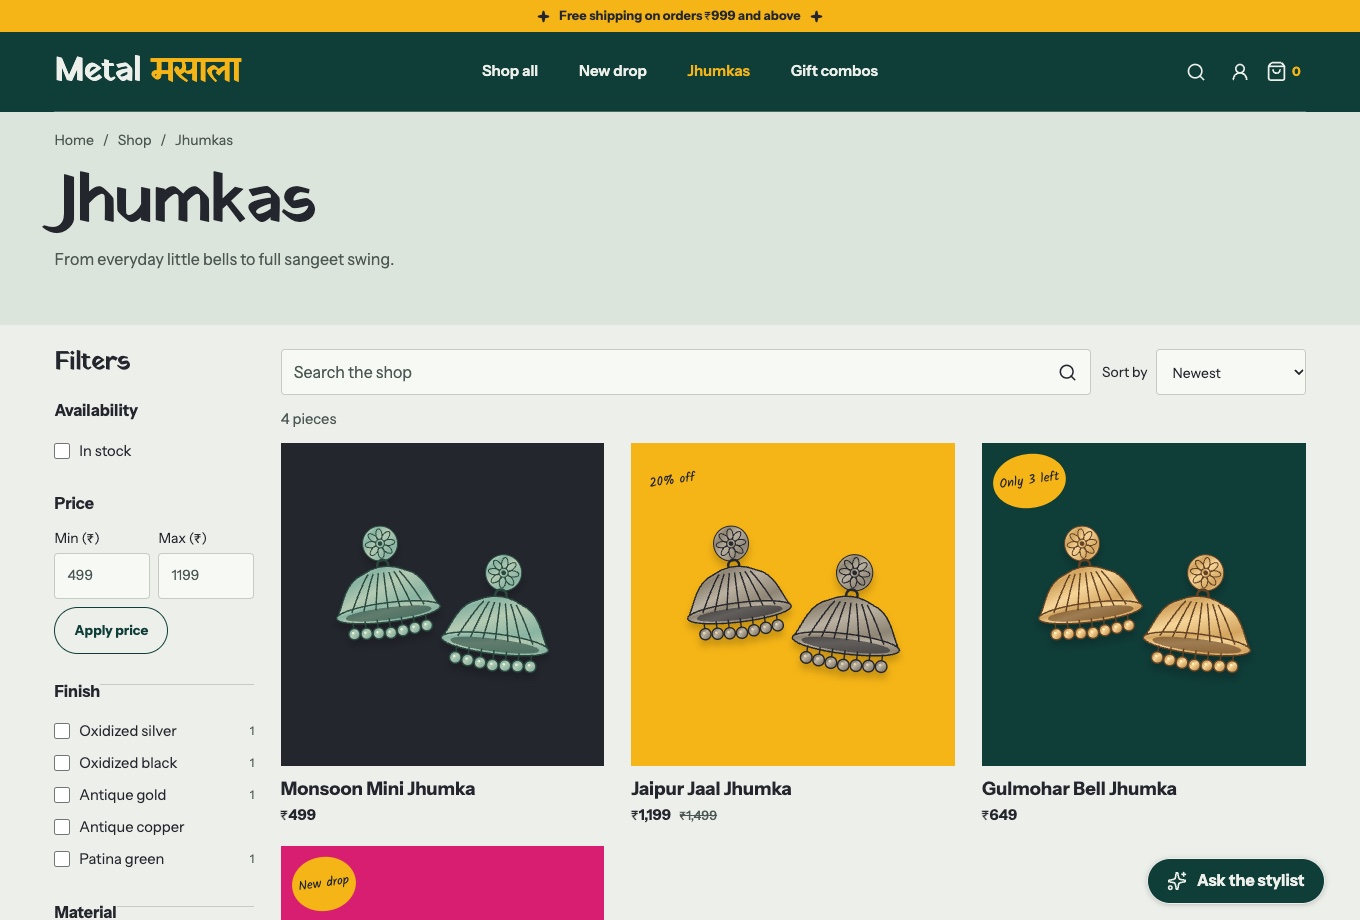 Free shipping on orders ₹999 and above
Metal मसाला
Shop all
New drop
Jhumkas
Gift combos
0
Home / Shop / Jhumkas
Jhumkas
From everyday little bells to full sangeet swing.
Filters
Availability
In stock
Price
Min (₹)
Max (₹)
499
1199
Apply price
Finish
Oxidized silver 1
Oxidized black 1
Antique gold 1
Antique copper
Patina green 1
Material
Search the shop
Sort by
Newest
4 pieces
Monsoon Mini Jhumka
₹499
20% off
Jaipur Jaal Jhumka
₹1,199 ₹1,499
Only 3 left
Gulmohar Bell Jhumka
₹649
New drop
Ask the stylist